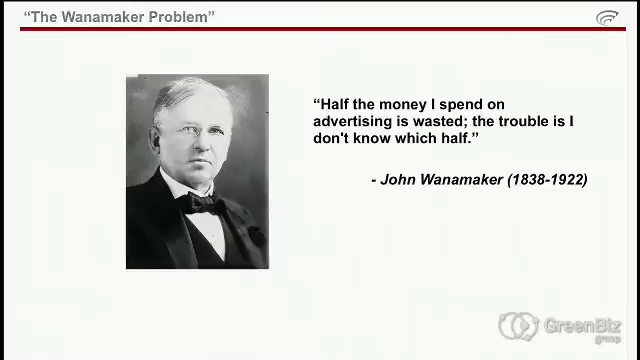 “The Wanamaker Problem”
“Half the money I spend on
advertising is wasted; the trouble is I
don't know which half.”
- John Wanamaker (1838-1922)
GreenBiz
group